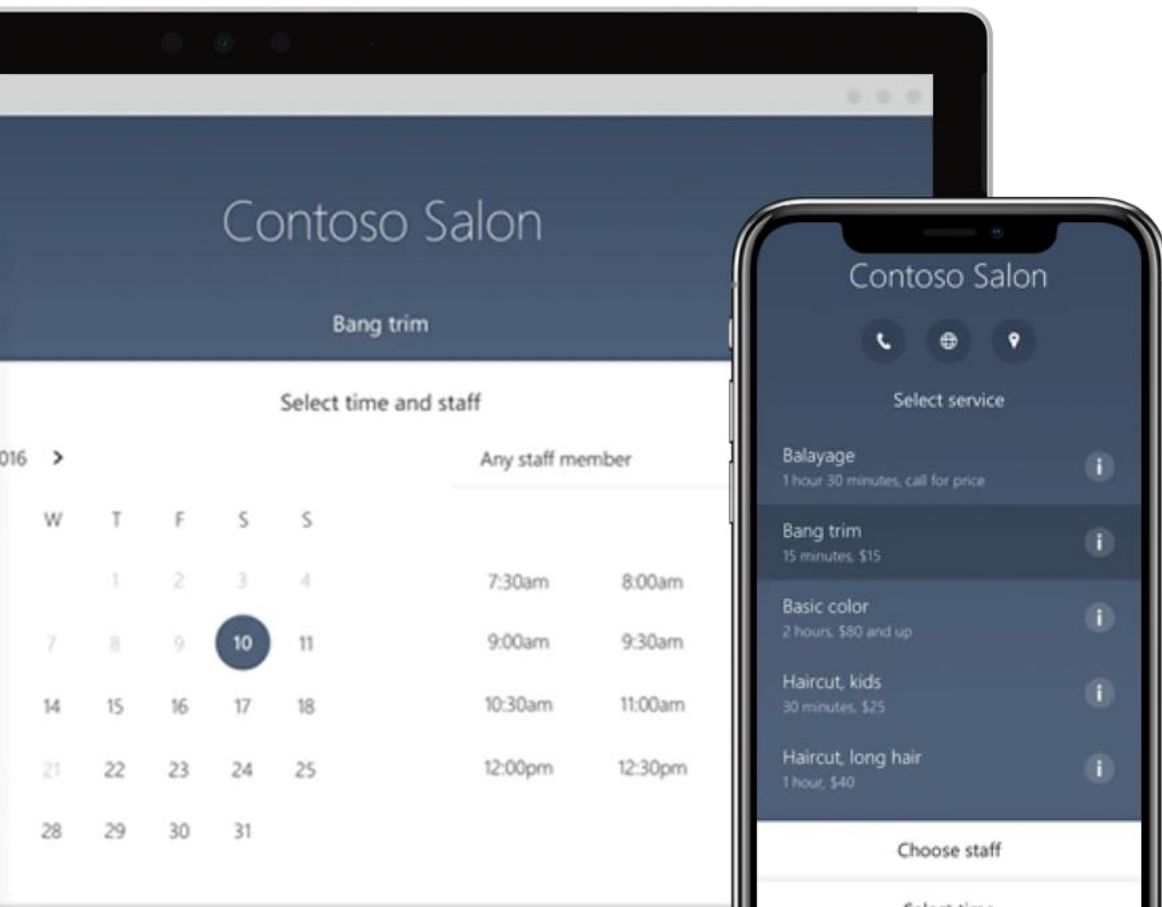 Contoso Salon
Bang trim
Select time and staff
016 >
Any staff member
W T F S S
1 2 3 4
7 8 9 10 11
14 15 16 17 18
21 22 23 24 25
28 29 30 31
7:30am 8:00am
9:00am 9:30am
10:30am 11:00am
12:00pm 12:30pm
Contoso Salon
Select service
Balayage
1 hour 30 minutes, call for price
Bang trim
15 minutes, $15
Basic color
2 hours, $80 and up
Haircut, kids
30 minutes, $25
Haircut, long hair
1 hour, $40
Choose staff
Select time